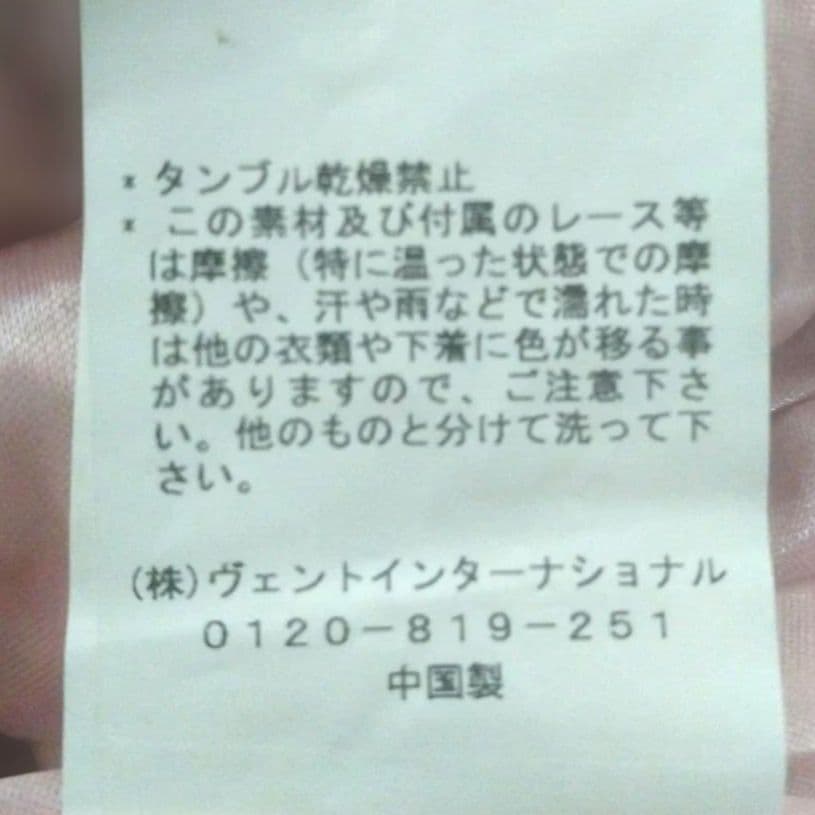 * タンブル乾燥禁止
* この素材及び付属のレース等
は摩擦（特に温った状態での摩
擦）や、汗や雨などで濡れた時
は他の衣類や下着に色が移る事
がありますので、ご注意下さ
い。他のものと分けて洗って下
さい。
(株)ヴェントインターナショナル
０１２０－８１９－２５１
中国製